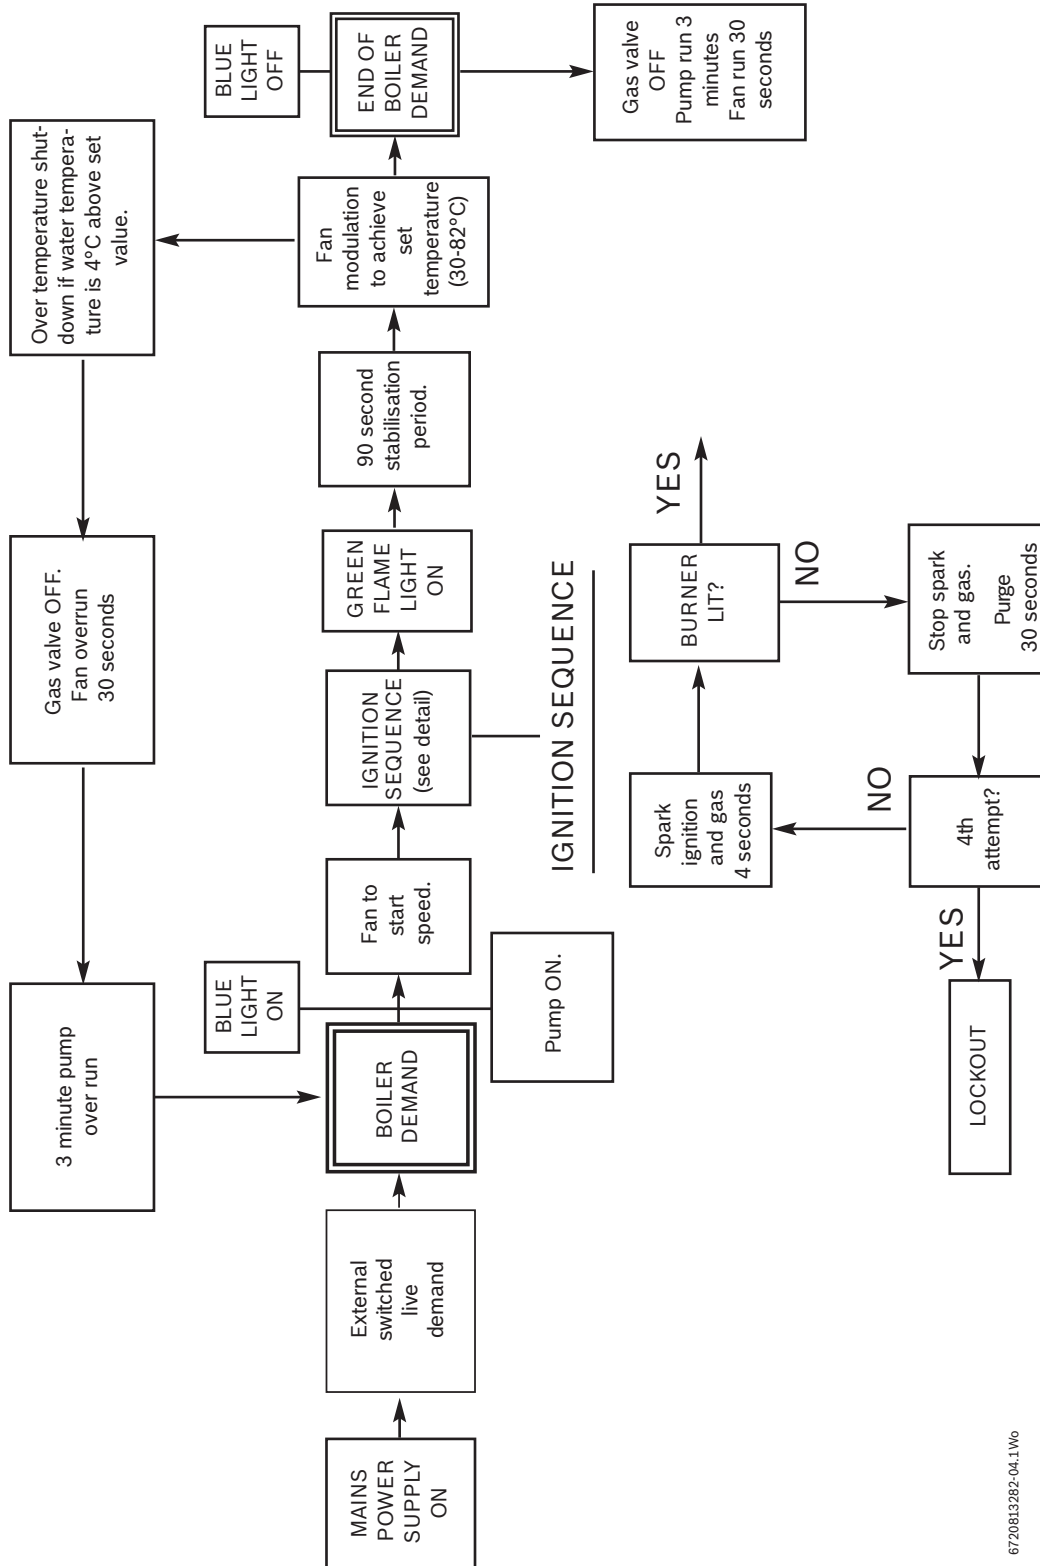 Over temperature shut-
down if water tempera-
ture is 4°C above set
value.
Gas valve OFF.
Fan overrun
30 seconds
3 minute pump
over run
BLUE
LIGHT
ON
BLUE
LIGHT
OFF
MAINS
POWER
SUPPLY
ON
External
switched
live
demand
BOILER
DEMAND
Fan to
start
speed.
IGNITION
SEQUENCE
(see detail)
GREEN
FLAME
LIGHT
ON
90 second
stabilisation
period.
Fan
modulation
to achieve
set
temperature
(30-82°C)
END OF
BOILER
DEMAND
Pump ON.
Gas valve
OFF
Pump run 3
minutes
Fan run 30
seconds
IGNITION SEQUENCE
Spark
ignition
and gas
4 seconds
BURNER
LIT?
YES
NO
Stop spark
and gas.
Purge
30 seconds
4th
attempt?
NO
YES
LOCKOUT
6720813282-04.1Wo